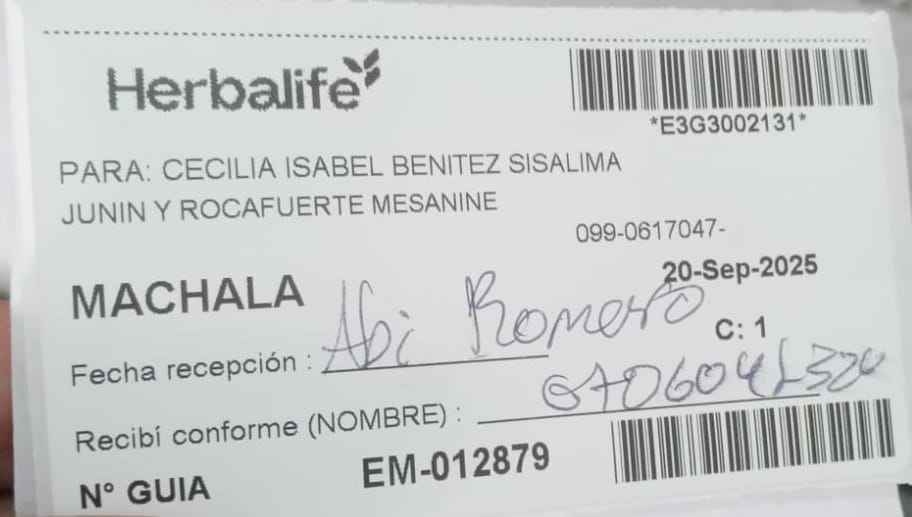 Herbalife
*E3G3002131*
PARA: CECILIA ISABEL BENITEZ SISALIMA
JUNIN Y ROCAFUERTE MESANINE
099-0617047-
20-Sep-2025
MACHALA
C: 1
Fecha recepción : Abi Romero
Recibí conforme (NOMBRE) :
N° GUIA EM-012879